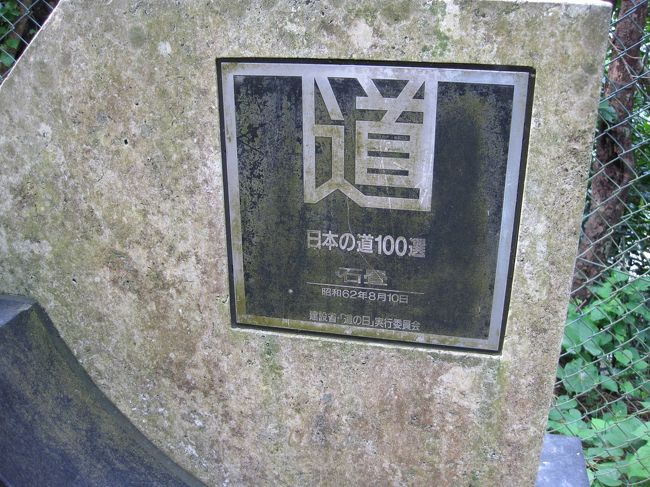 道
日本の道100選
石畳
昭和62年8月10日
建設省・「道の日」実行委員会